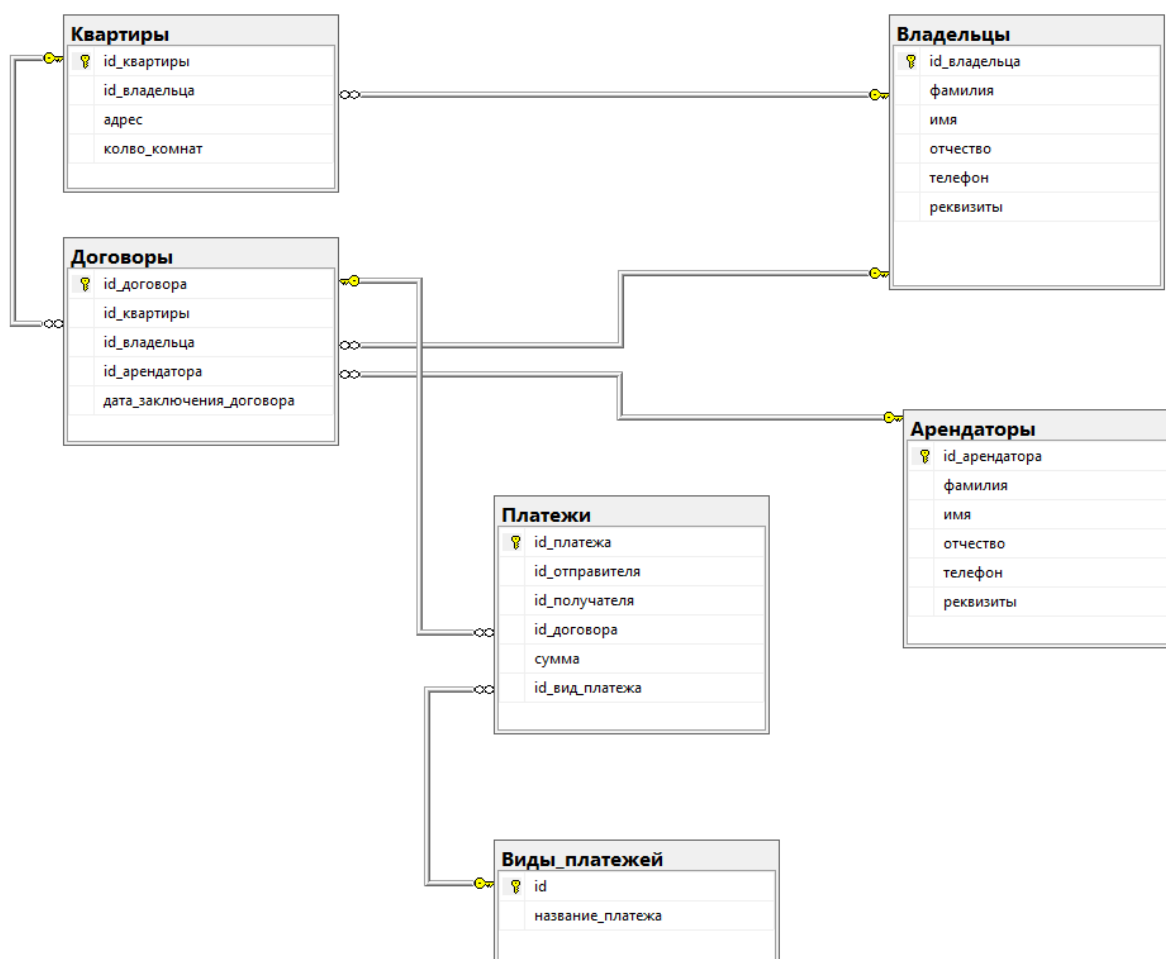 Квартиры
id_квартиры
id_владельца
адрес
колво_комнат
Владельцы
id_владельца
фамилия
имя
отчество
телефон
реквизиты
Договоры
id_договора
id_квартиры
id_владельца
id_арендатора
дата_заключения_договора
Арендаторы
id_арендатора
фамилия
имя
отчество
телефон
реквизиты
Платежи
id_платежа
id_отправителя
id_получателя
id_договора
сумма
id_вид_платежа
Виды_платежей
id
название_платежа